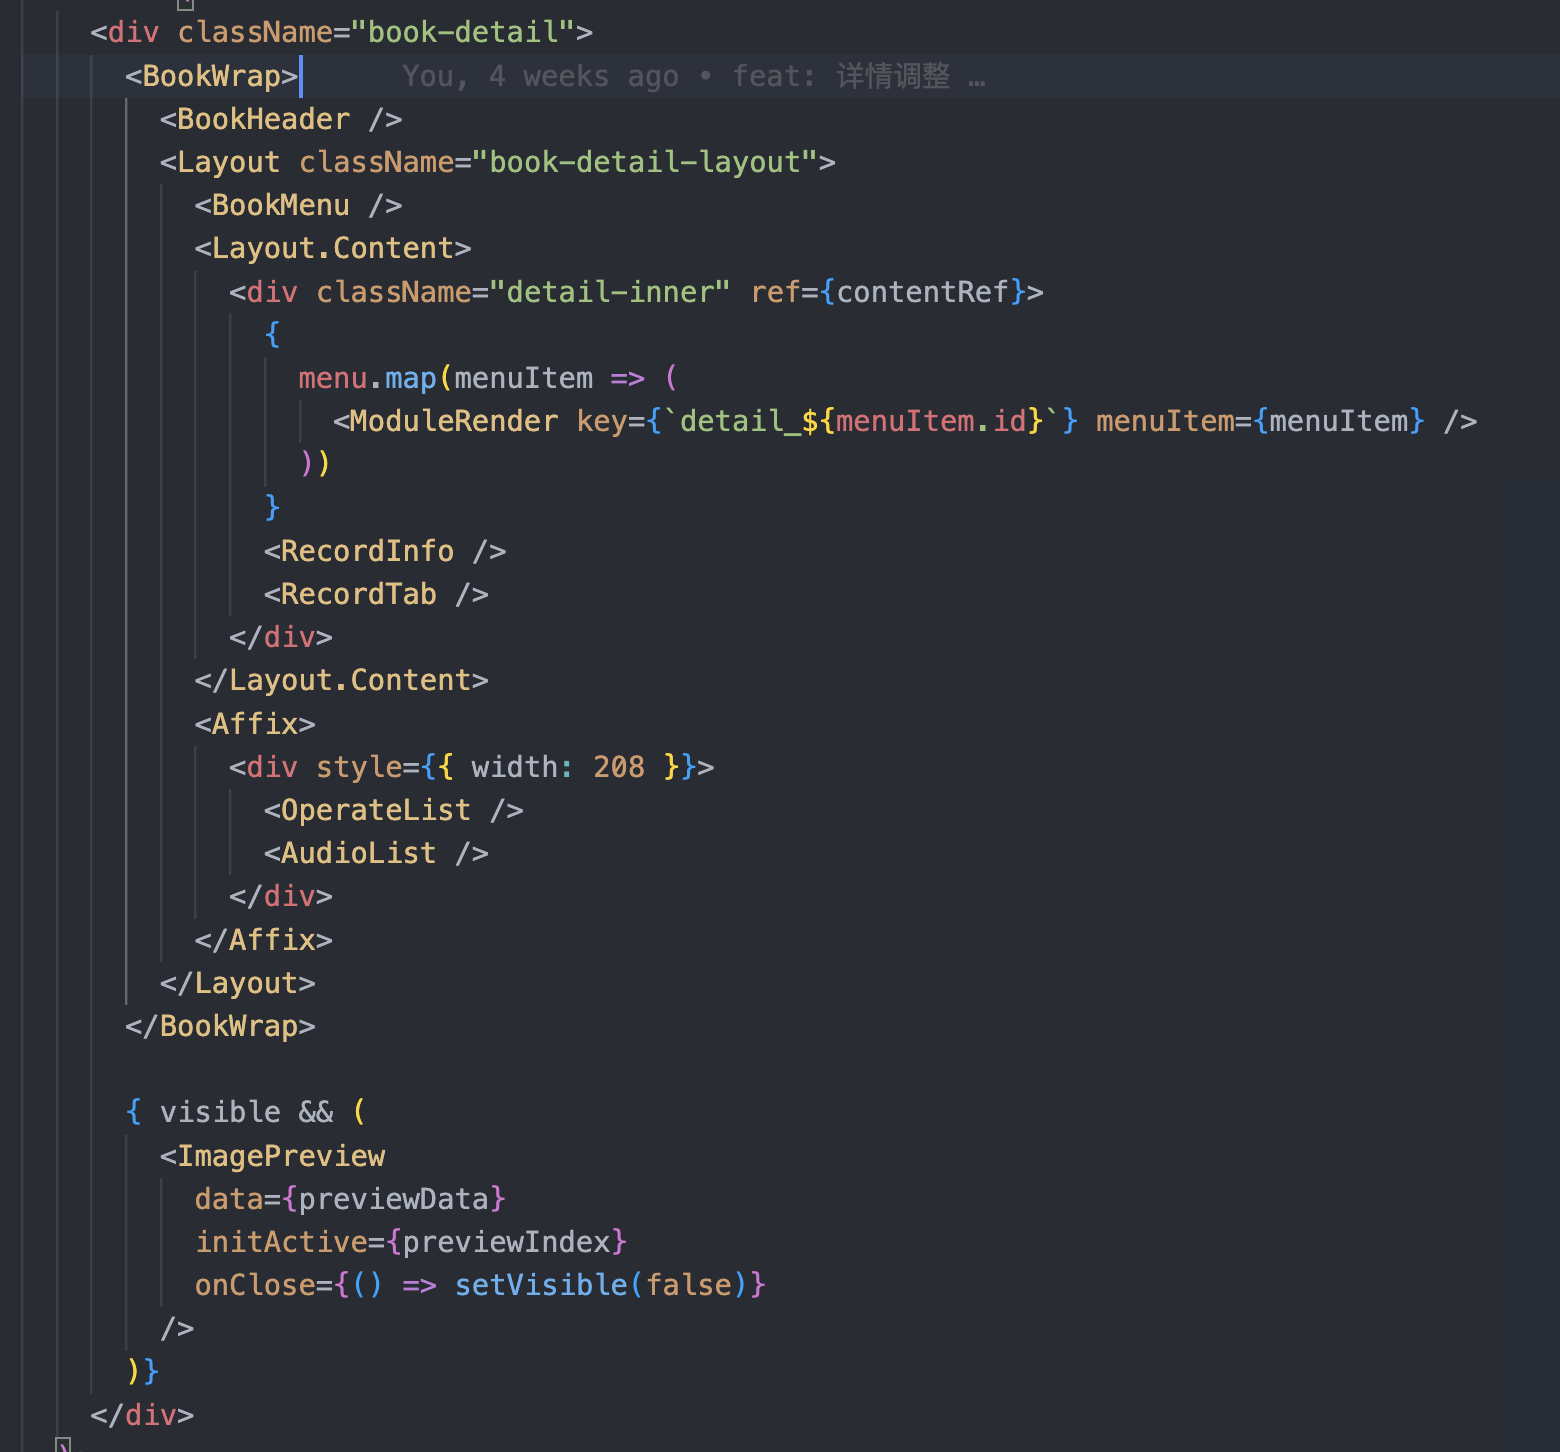 <div className="book-detail">
<BookWrap> You, 4 weeks ago • feat: 详情调整 …
<BookHeader />
<Layout className="book-detail-layout">
<BookMenu />
<Layout.Content>
<div className="detail-inner" ref={contentRef}>
{
menu.map(menuItem => (
<ModuleRender key={`detail_${menuItem.id}`} menuItem={menuItem} />
))
}
<RecordInfo />
<RecordTab />
</div>
</Layout.Content>
<Affix>
<div style={{ width: 208 }}>
<OperateList />
<AudioList />
</div>
</Affix>
</Layout>
</BookWrap>
{ visible && (
<ImagePreview
data={previewData}
initActive={previewIndex}
onClose={() => setVisible(false)}
/>
)}
</div>
)